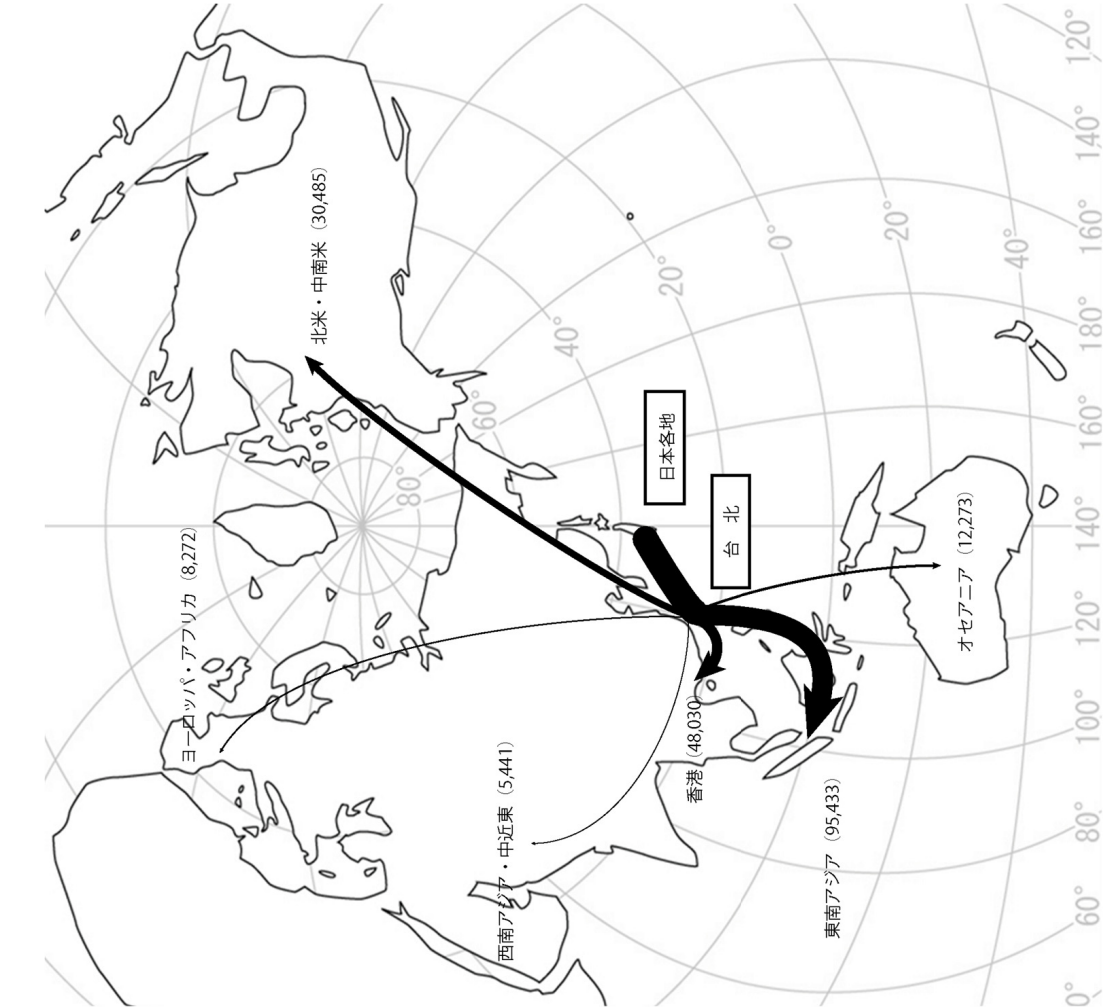 北米・中南米（30,485）
ヨーロッパ・アフリカ（8,272）
日本各地
台 北
オセアニア（12,273）
香港（48,030）
西南アジア・中近東（5,441）
東南アジア（95,433）
80°
60°
40°
20°
0°
20°
40°
120°
140°
160°
180°
160°
140°
120°
100°
80°
60°
0°